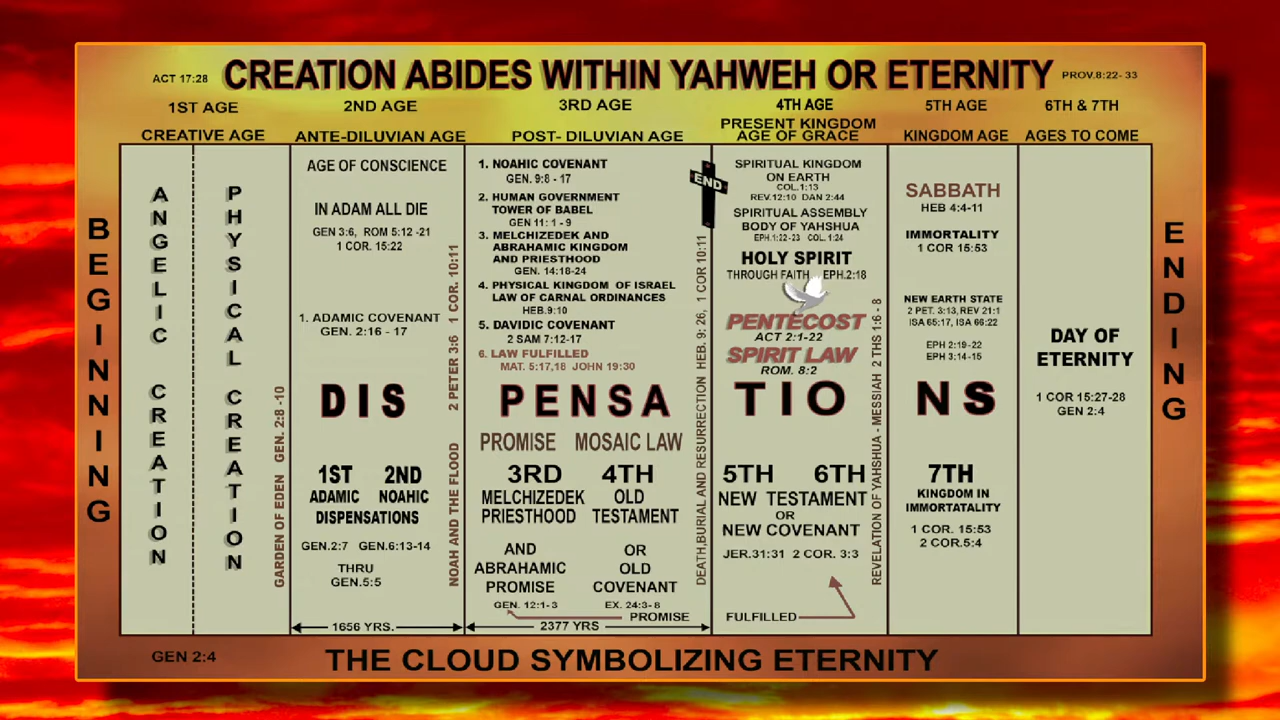 ACT 17:28
CREATION ABIDES WITHIN YAHWEH OR ETERNITY
PROV.8:22- 33
1ST AGE
CREATIVE AGE
2ND AGE
ANTE-DILUVIAN AGE
3RD AGE
POST- DILUVIAN AGE
4TH AGE
PRESENT KINGDOM
AGE OF GRACE
5TH AGE
KINGDOM AGE
6TH & 7TH
AGES TO COME
BEGINNING
ANGELIC CREATION
PHYSICAL CREATION
GARDEN OF EDEN GEN. 2:8 -10
AGE OF CONSCIENCE
IN ADAM ALL DIE
GEN 3:6, ROM 5:12 -21
1 COR. 15:22
1. ADAMIC COVENANT
GEN. 2:16 - 17
DIS
1ST 2ND
ADAMIC NOAHIC
DISPENSATIONS
GEN.2:7 GEN.6:13-14
THRU
GEN.5:5
1656 YRS.
NOAH AND THE FLOOD 2 PETER 3:6 1 COR. 10:11
1. NOAHIC COVENANT
GEN. 9:8 - 17
2. HUMAN GOVERNMENT
TOWER OF BABEL
GEN 11: 1 - 9
3. MELCHIZEDEK AND
ABRAHAMIC KINGDOM
AND PRIESTHOOD
GEN. 14:18-24
4. PHYSICAL KINGDOM OF ISRAEL
LAW OF CARNAL ORDINANCES
HEB.9:10
5. DAVIDIC COVENANT
2 SAM 7:12-17
6. LAW FULFILLED
MAT. 5:17,18 JOHN 19:30
PENSA
PROMISE MOSAIC LAW
3RD 4TH
MELCHIZEDEK OLD
PRIESTHOOD TESTAMENT
AND OR
ABRAHAMIC OLD
PROMISE COVENANT
GEN. 12:1-3 EX. 24:3- 8
PROMISE
2377 YRS
END
DEATH,BURIAL AND RESURRECTION HEB. 9: 26, 1 COR 10:11
SPIRITUAL KINGDOM
ON EARTH
COL.1:13
REV.12:10 DAN 2:44
SPIRITUAL ASSEMBLY
BODY OF YAHSHUA
EPH.1:22-23 COL. 1:24
HOLY SPIRIT
THROUGH FAITH EPH.2:18
PENTECOST
ACT 2:1-22
SPIRIT LAW
ROM. 8:2
TIO
5TH 6TH
NEW TESTAMENT
OR
NEW COVENANT
JER.31:31 2 COR. 3:3
FULFILLED
REVELATION OF YAHSHUA - MESSIAH 2 THS 1:6 - 8
SABBATH
HEB 4:4-11
IMMORTALITY
1 COR 15:53
NEW EARTH STATE
2 PET. 3:13, REV 21:1
ISA 65:17, ISA 66:22
EPH 2:19-22
EPH 3:14-15
NS
7TH
KINGDOM IN
IMMORTATALITY
1 COR. 15:53
2 COR.5:4
DAY OF
ETERNITY
1 COR 15:27-28
GEN 2:4
ENDING
GEN 2:4
THE CLOUD SYMBOLIZING ETERNITY